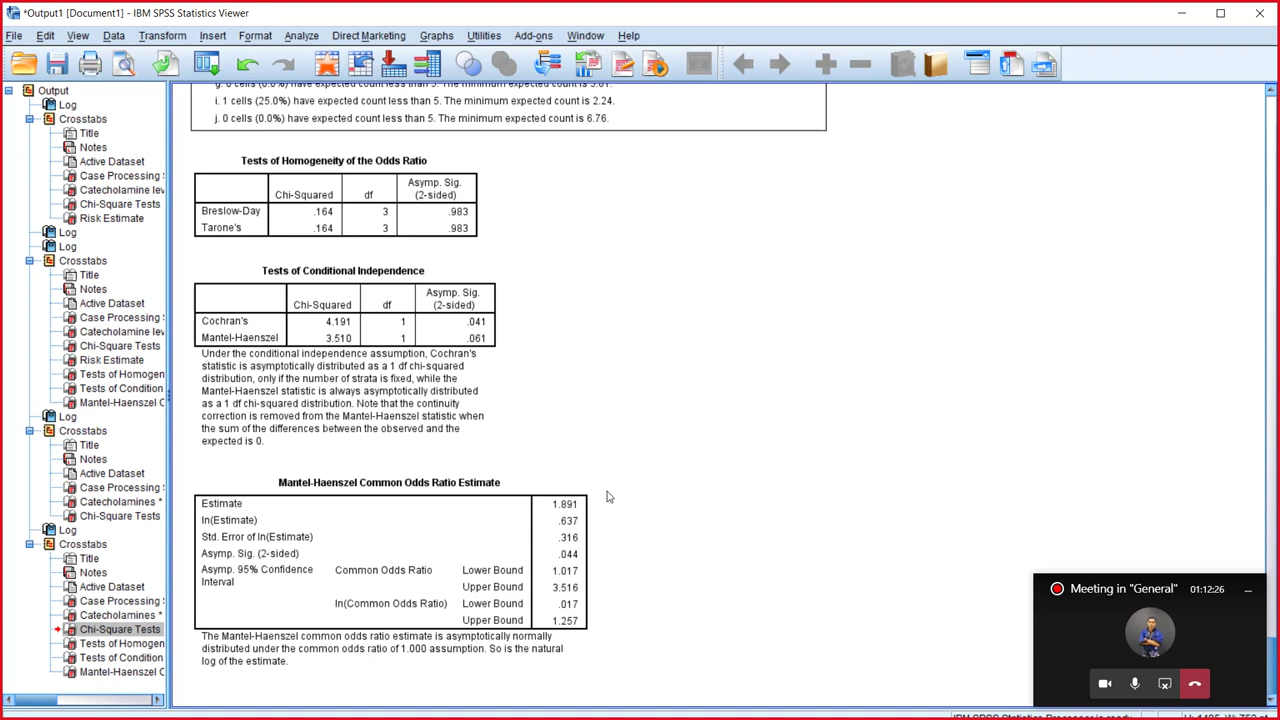 *Output1 [Document1] - IBM SPSS Statistics Viewer
File Edit View Data Transform Insert Format Analyze Direct Marketing Graphs Utilities Add-ons Window Help
Output
Log
Crosstabs
Title
Notes
Active Dataset
Case Processing
Catecholamine lev
Chi-Square Tests
Risk Estimate
Log
Log
Crosstabs
Title
Notes
Active Dataset
Case Processing
Catecholamine lev
Chi-Square Tests
Risk Estimate
Tests of Homogen
Tests of Condition
Mantel-Haenszel C
Log
Crosstabs
Title
Notes
Active Dataset
Case Processing
Catecholamines *
Chi-Square Tests
Log
Crosstabs
Title
Notes
Active Dataset
Case Processing
Catecholamines *
Chi-Square Tests
Tests of Homogen
Tests of Condition
Mantel-Haenszel C
i. 1 cells (25.0%) have expected count less than 5. The minimum expected count is 2.24.
j. 0 cells (0.0%) have expected count less than 5. The minimum expected count is 6.76.
Tests of Homogeneity of the Odds Ratio
Chi-Squared df Asymp. Sig. (2-sided)
Breslow-Day .164 3 .983
Tarone's .164 3 .983
Tests of Conditional Independence
Chi-Squared df Asymp. Sig. (2-sided)
Cochran's 4.191 1 .041
Mantel-Haenszel 3.510 1 .061
Under the conditional independence assumption, Cochran's
statistic is asymptotically distributed as a 1 df chi-squared
distribution, only if the number of strata is fixed, while the
Mantel-Haenszel statistic is always asymptotically distributed
as a 1 df chi-squared distribution. Note that the continuity
correction is removed from the Mantel-Haenszel statistic when
the sum of the differences between the observed and the
expected is 0.
Mantel-Haenszel Common Odds Ratio Estimate
Estimate 1.891
ln(Estimate) .637
Std. Error of ln(Estimate) .316
Asymp. Sig. (2-sided) .044
Asymp. 95% Confidence Interval Common Odds Ratio Lower Bound 1.017
Upper Bound 3.516
ln(Common Odds Ratio) Lower Bound .017
Upper Bound 1.257
The Mantel-Haenszel common odds ratio estimate is asymptotically normally
distributed under the common odds ratio of 1.000 assumption. So is the natural
log of the estimate.
Meeting in "General" 01:12:26